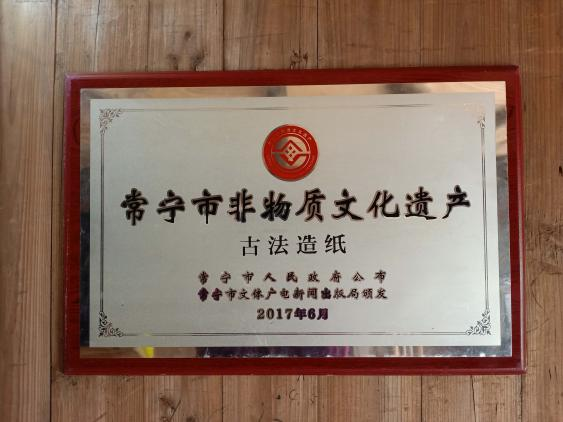 常宁市非物质文化遗产
古法造纸
常宁市人民政府公布
常宁市文体广电新闻出版局颁发
2017年6月